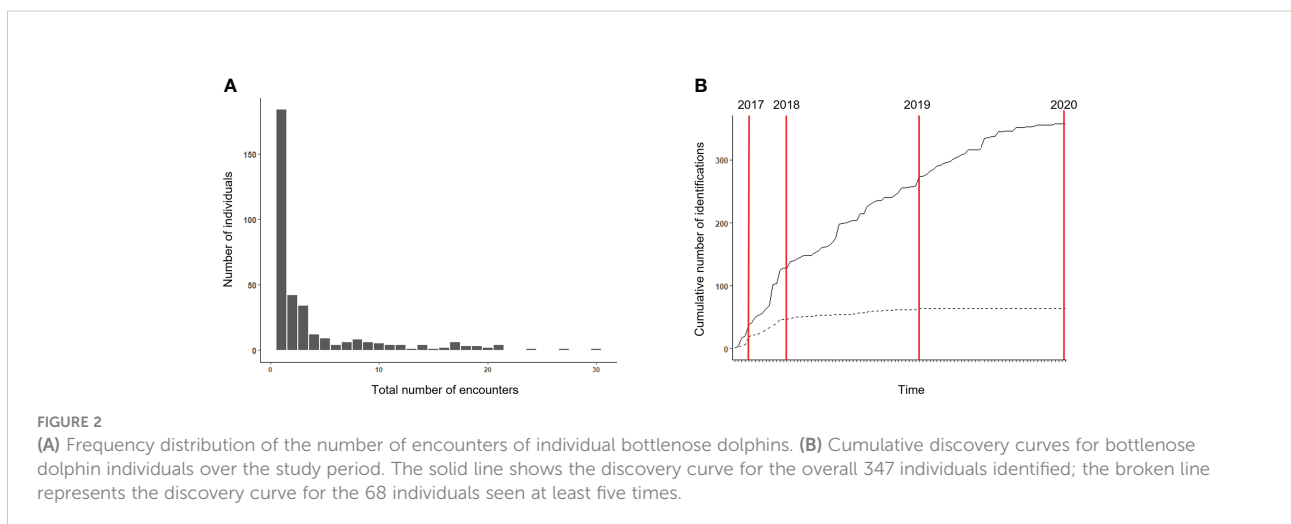 A
Number of individuals
150
100
50
0
0 10 20 30
Total number of encounters
B
2017 2018 2019 2020
Cumulative number of identifications
300
200
100
0
Time
FIGURE 2
(A) Frequency distribution of the number of encounters of individual bottlenose dolphins. (B) Cumulative discovery curves for bottlenose
dolphin individuals over the study period. The solid line shows the discovery curve for the overall 347 individuals identified; the broken line
represents the discovery curve for the 68 individuals seen at least five times.